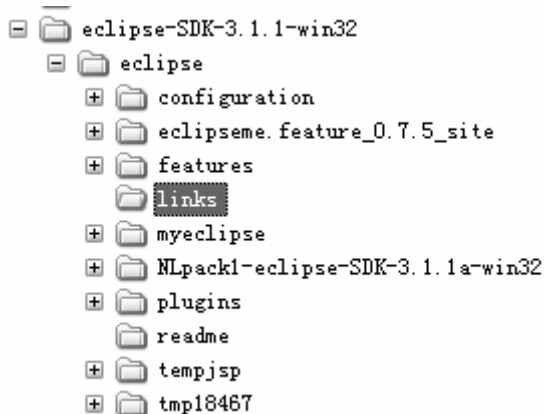 eclipse-SDK-3.1.1-win32
eclipse
configuration
eclipseme.feature_0.7.5_site
features
links
myeclipse
NLpack1-eclipse-SDK-3.1.1a-win32
plugins
readme
tempjsp
tmp18467